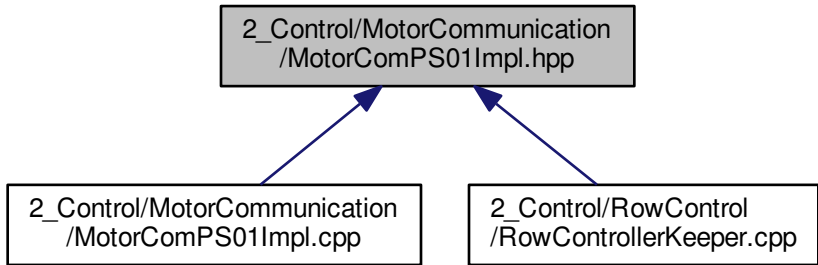 2_Control/MotorCommunication
/MotorComPS01Impl.hpp
2_Control/MotorCommunication
/MotorComPS01Impl.cpp
2_Control/RowControl
/RowControllerKeeper.cpp